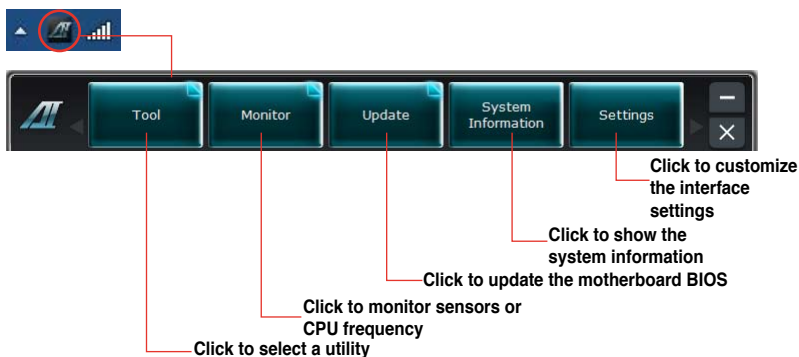 Tool
Monitor
Update
System
Information
Settings
Click to customize
the interface
settings
Click to show the
system information
Click to update the motherboard BIOS
Click to monitor sensors or
CPU frequency
Click to select a utility